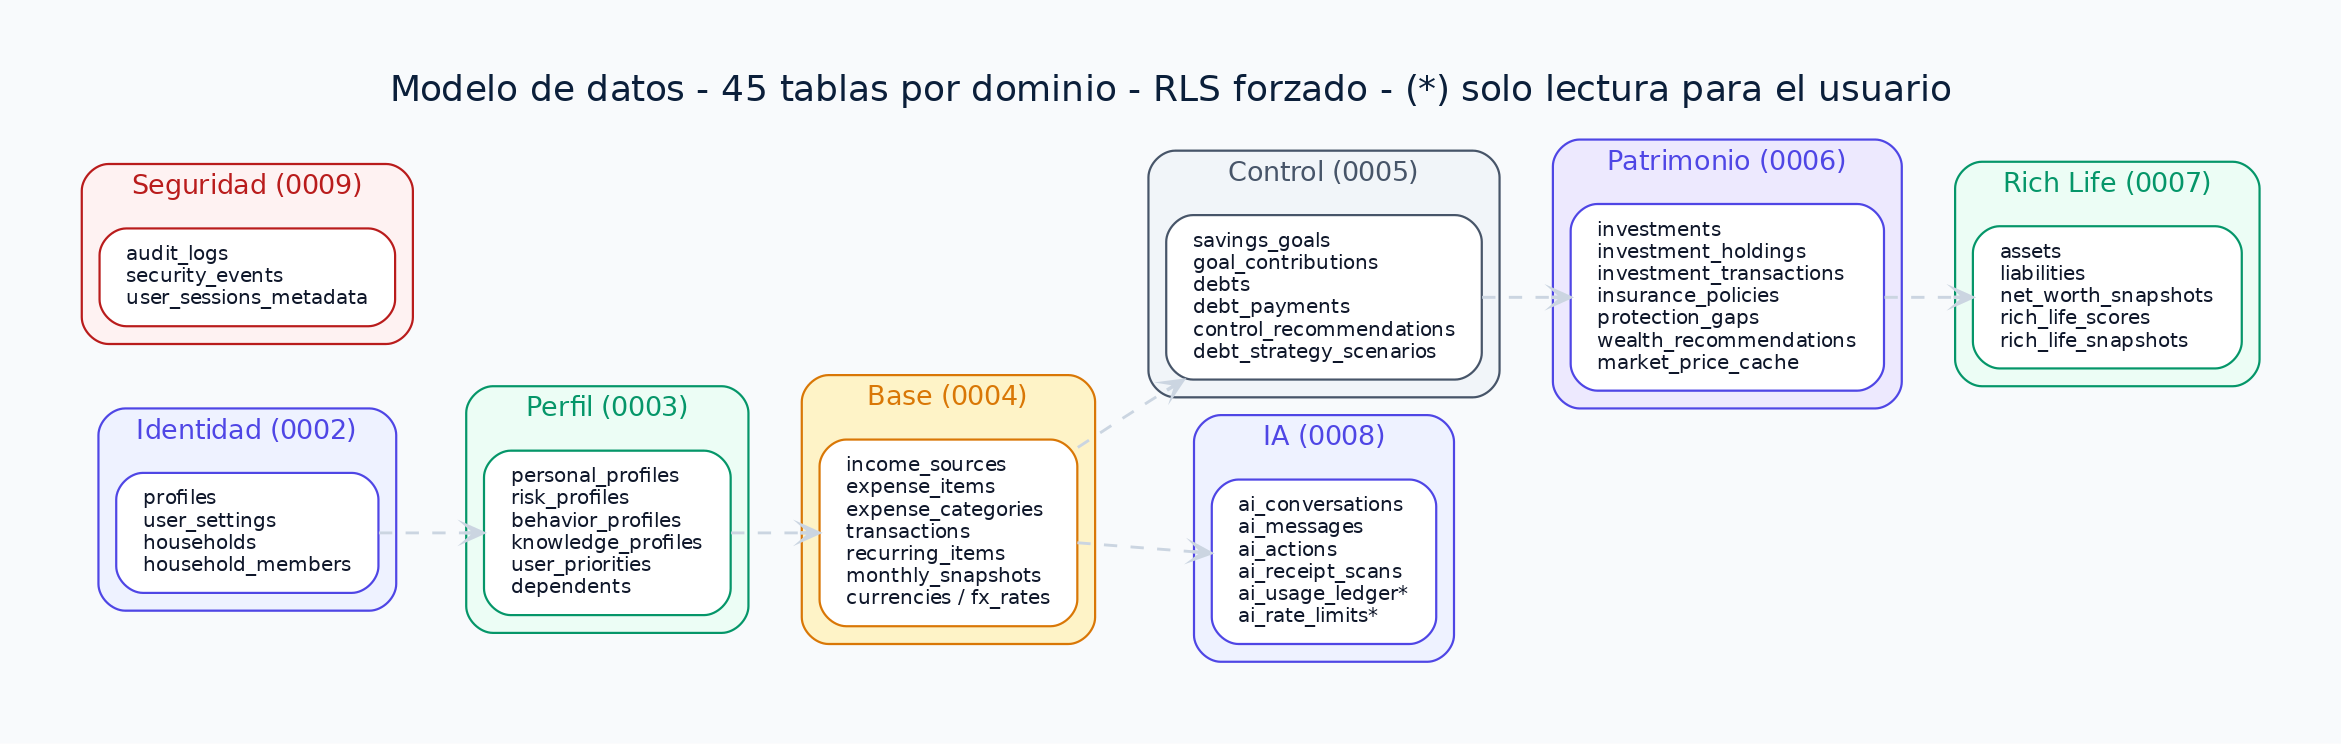 Modelo de datos - 45 tablas por dominio - RLS forzado - (*) solo lectura para el usuario
Seguridad (0009)
audit_logs
security_events
user_sessions_metadata
Identidad (0002)
profiles
user_settings
households
household_members
Perfil (0003)
personal_profiles
risk_profiles
behavior_profiles
knowledge_profiles
user_priorities
dependents
Base (0004)
income_sources
expense_items
expense_categories
transactions
recurring_items
monthly_snapshots
currencies / fx_rates
Control (0005)
savings_goals
goal_contributions
debts
debt_payments
control_recommendations
debt_strategy_scenarios
IA (0008)
ai_conversations
ai_messages
ai_actions
ai_receipt_scans
ai_usage_ledger*
ai_rate_limits*
Patrimonio (0006)
investments
investment_holdings
investment_transactions
insurance_policies
protection_gaps
wealth_recommendations
market_price_cache
Rich Life (0007)
assets
liabilities
net_worth_snapshots
rich_life_scores
rich_life_snapshots